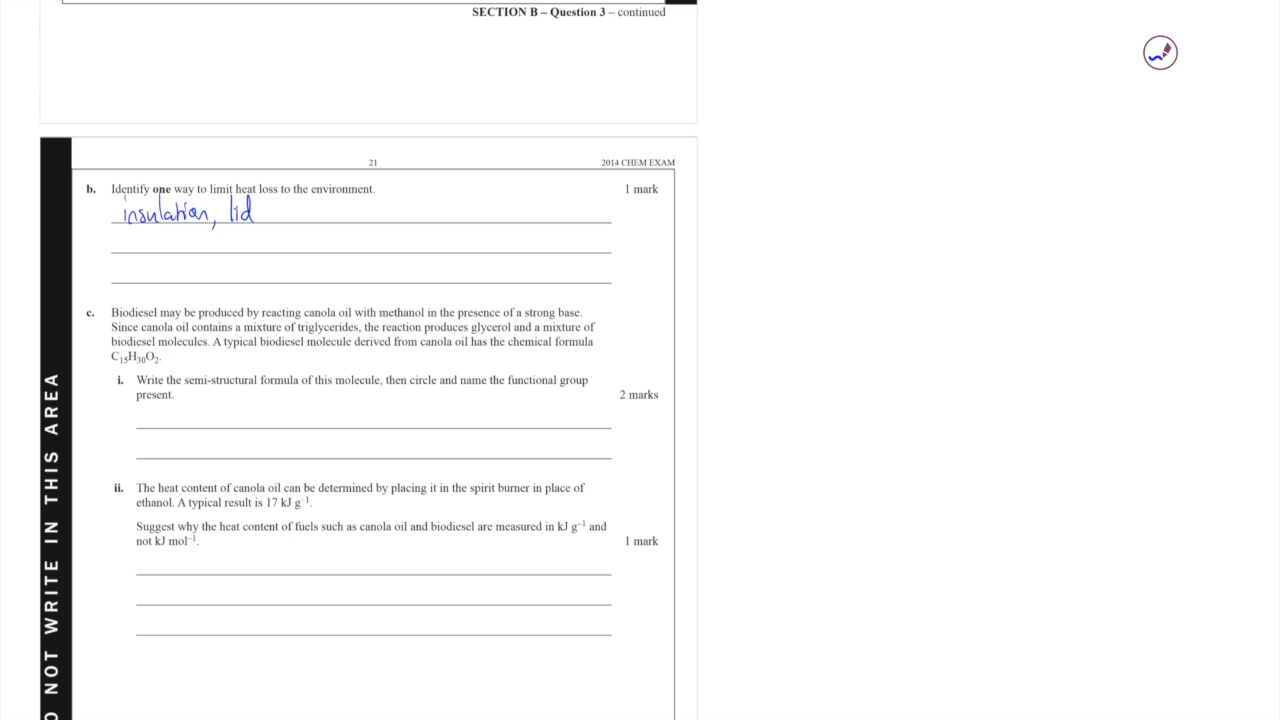 SECTION B – Question 3 – continued
21
2014 CHEM EXAM
b. Identify one way to limit heat loss to the environment. 1 mark
insulation, lid
c. Biodiesel may be produced by reacting canola oil with methanol in the presence of a strong base.
Since canola oil contains a mixture of triglycerides, the reaction produces glycerol and a mixture of
biodiesel molecules. A typical biodiesel molecule derived from canola oil has the chemical formula
C₁₅H₃₀O₂.
i. Write the semi-structural formula of this molecule, then circle and name the functional group
present. 2 marks
ii. The heat content of canola oil can be determined by placing it in the spirit burner in place of
ethanol. A typical result is 17 kJ g⁻¹.
Suggest why the heat content of fuels such as canola oil and biodiesel are measured in kJ g⁻¹ and
not kJ mol⁻¹. 1 mark
NOT WRITE IN THIS AREA